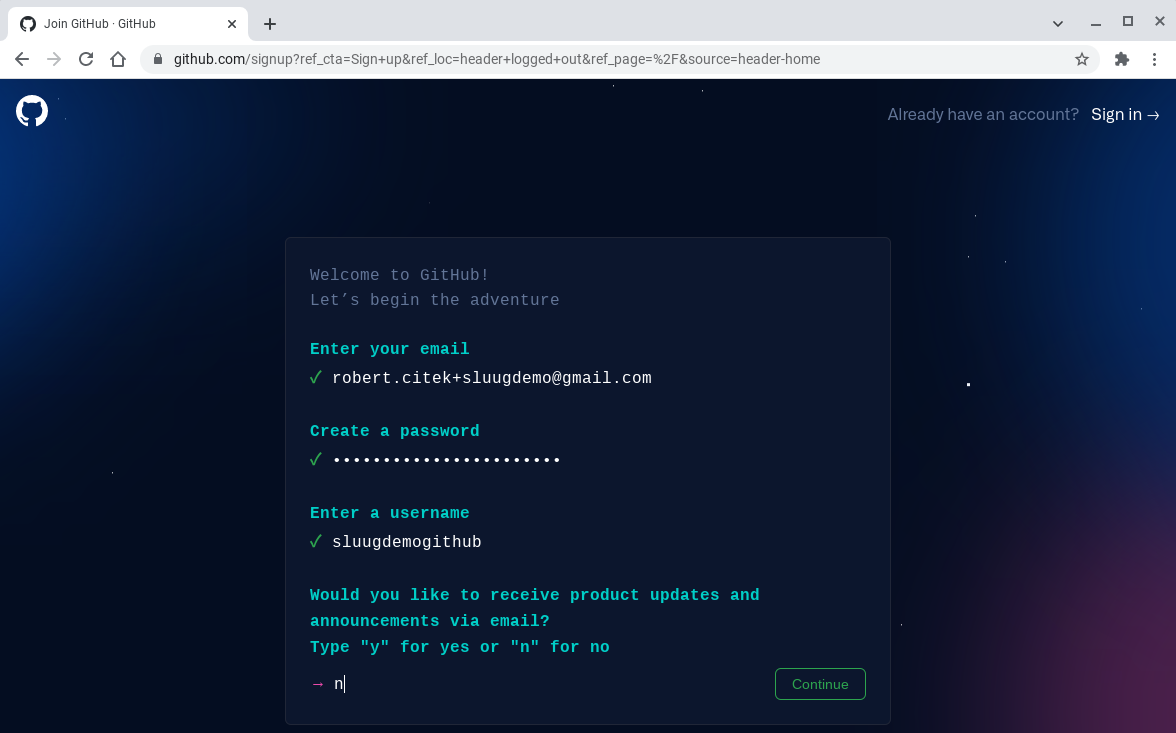 Join GitHub · GitHub
github.com/signup?ref_cta=Sign+up&ref_loc=header+logged+out&ref_page=%2F&source=header-home
Already have an account? Sign in →
Welcome to GitHub!
Let’s begin the adventure
Enter your email
✓ robert.citek+sluugdemo@gmail.com
Create a password
✓ •••••••••••••••••••••••
Enter a username
✓ sluugdemogithub
Would you like to receive product updates and
announcements via email?
Type "y" for yes or "n" for no
→ n
Continue